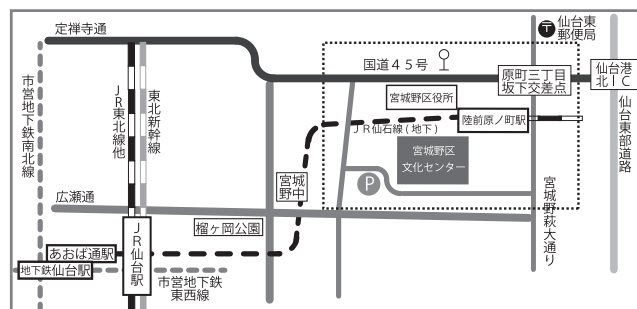 定禅寺通
仙台東
郵便局
国道45号
原町三丁目
坂下交差点
仙台港
北IC
市営地下鉄南北線
JR東北線他
東北新幹線
宮城野区役所
陸前原ノ町駅
JR仙石線(地下)
仙台東部道路
宮城野区
文化センター
P
宮城
野中
広瀬通
榴ヶ岡公園
宮城野萩大通り
JR仙台駅
あおば通駅
地下鉄仙台駅
市営地下鉄
東西線